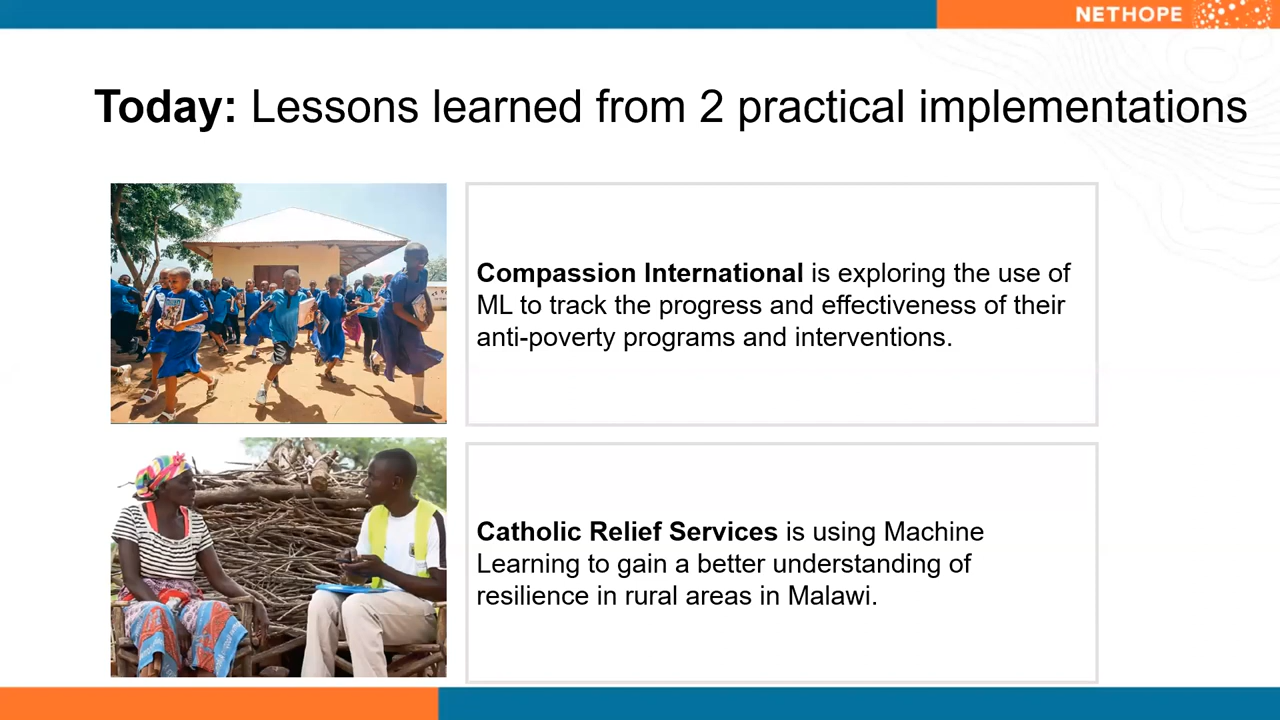 NETHOPE
Today: Lessons learned from 2 practical implementations
Compassion International is exploring the use of
ML to track the progress and effectiveness of their
anti-poverty programs and interventions.
Catholic Relief Services is using Machine
Learning to gain a better understanding of
resilience in rural areas in Malawi.